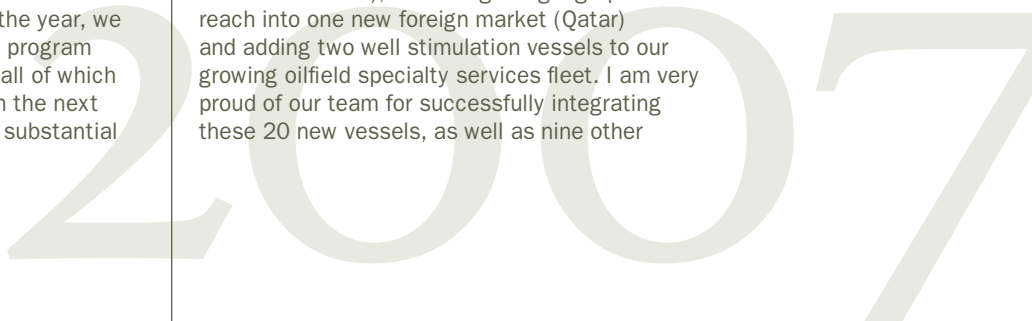 the year, we
program
all of which
the next
substantial
reach into one new foreign market (Qatar)
and adding two well stimulation vessels to our
growing oilfield specialty services fleet. I am very
proud of our team for successfully integrating
these 20 new vessels, as well as nine other
2007